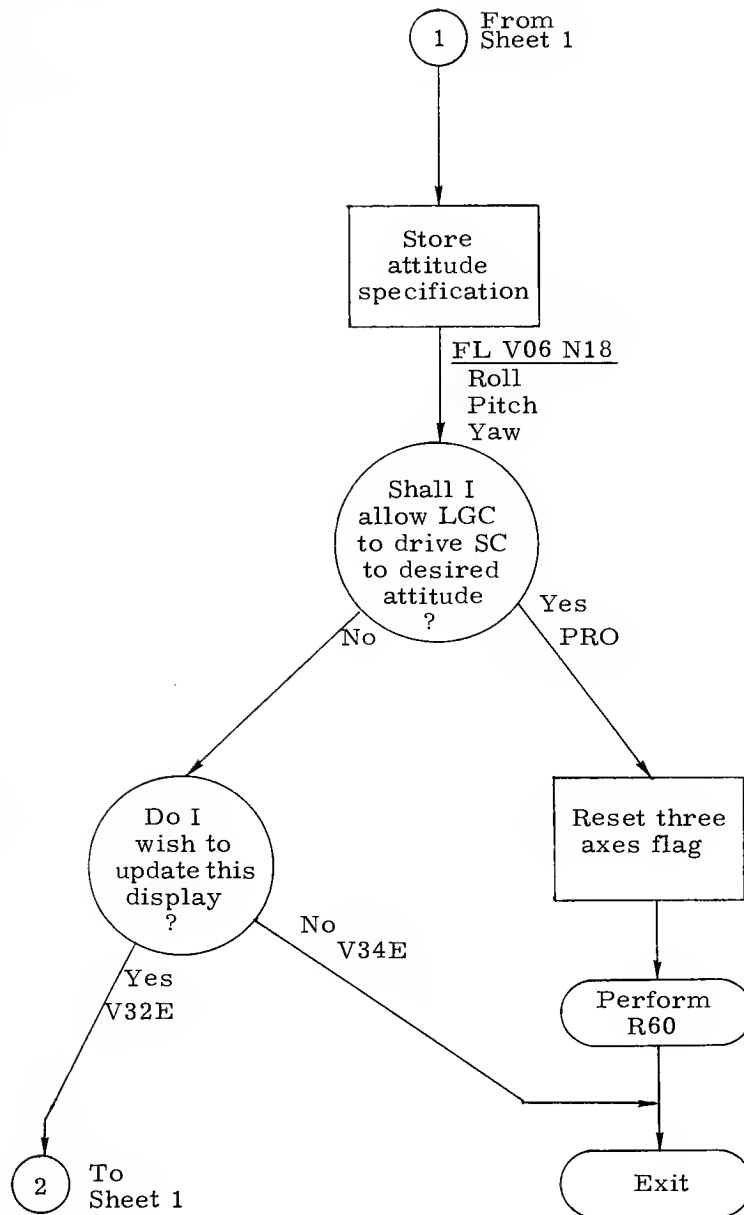 1
From
Sheet 1
Store
attitude
specification
FL V06 N18
Roll
Pitch
Yaw
Shall I
allow LGC
to drive SC
to desired
attitude
?
No
Yes
PRO
Do I
wish to
update this
display
?
Reset three
axes flag
No
V34E
Yes
V32E
Perform
R60
2
To
Sheet 1
Exit